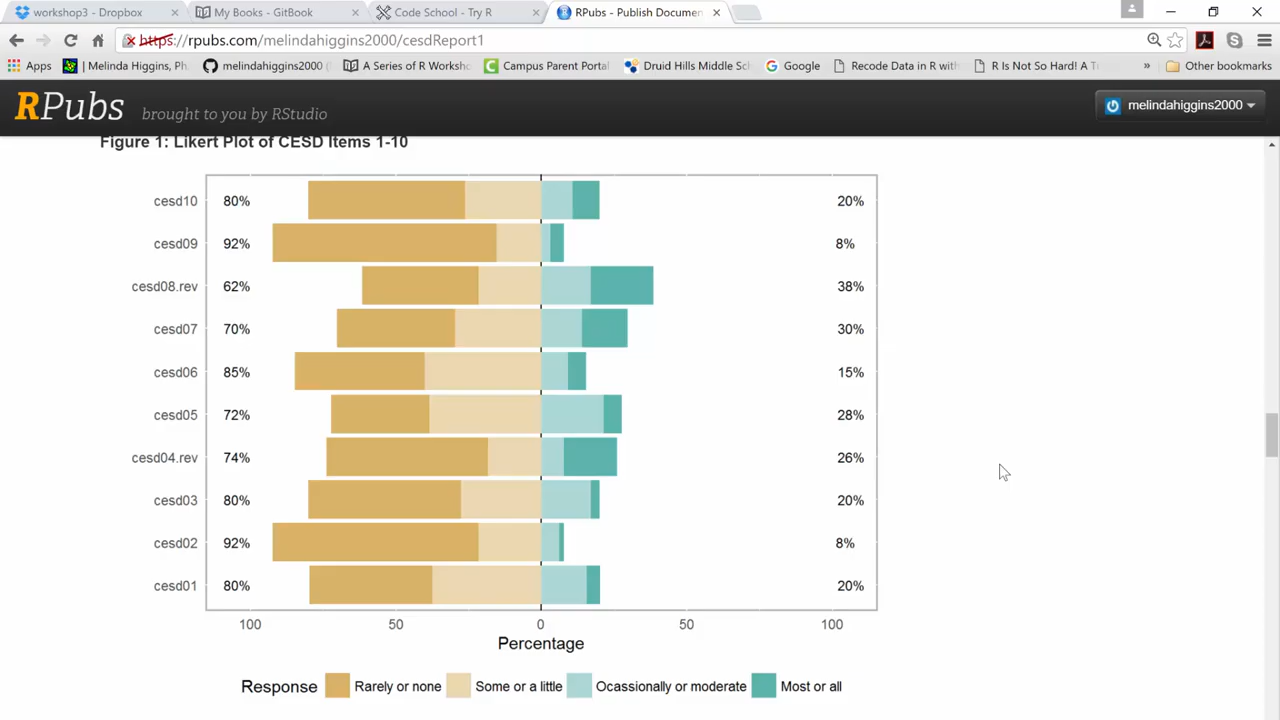 workshop3 - Dropbox
My Books - GitBook
Code School - Try R
RPubs - Publish Documen
https://rpubs.com/melindahiggins2000/cesdReport1
Apps
| Melinda Higgins, Ph
melindahiggins2000 (
A Series of R Worksho
Campus Parent Portal
Druid Hills Middle Sc
Google
Recode Data in R with
R Is Not So Hard! A T
»
Other bookmarks
RPubs brought to you by RStudio
melindahiggins2000
Figure 1: Likert Plot of CESD Items 1-10
cesd10 80% 20%
cesd09 92% 8%
cesd08.rev 62% 38%
cesd07 70% 30%
cesd06 85% 15%
cesd05 72% 28%
cesd04.rev 74% 26%
cesd03 80% 20%
cesd02 92% 8%
cesd01 80% 20%
100 50 0 50 100
Percentage
Response Rarely or none Some or a little Ocassionally or moderate Most or all